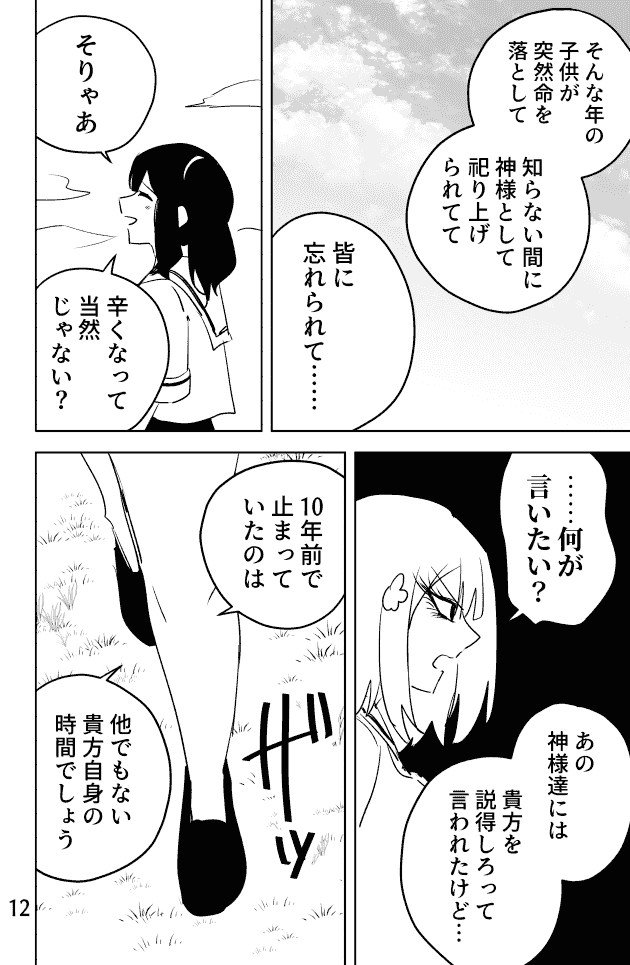 そんな年の
子供が
突然命を
落として
知らない間に
神様として
祀り上げ
られてて
皆に
忘れられて……
そりゃあ
辛くなって
当然
じゃない？
……何が
言いたい？
あの
神様達には
貴方を
説得しろって
言われたけど…
10年前で
止まって
いたのは
他でもない
貴方自身の
時間でしょう
ザッ
12